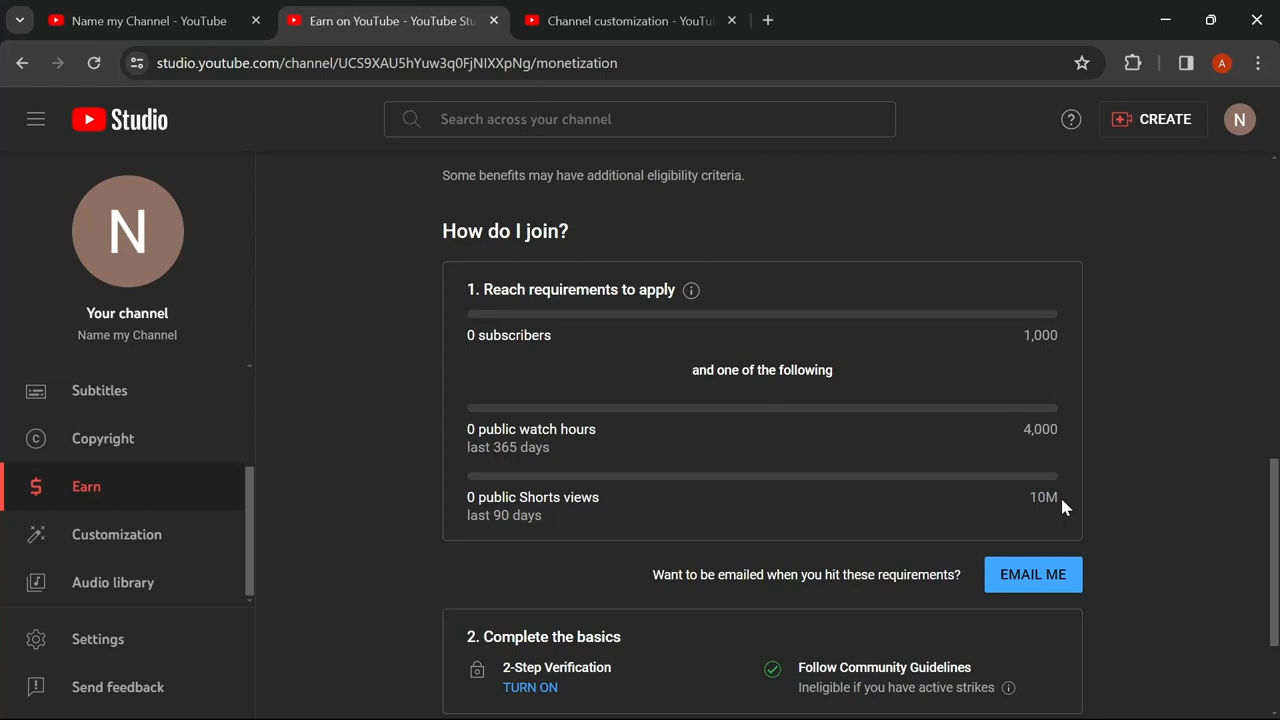 Name my Channel - YouTube
Earn on YouTube - YouTube Stu
Channel customization - YouTu
studio.youtube.com/channel/UCS9XAU5hYuw3q0FjNIXXpNg/monetization
A
Studio
Search across your channel
CREATE
N
N
Your channel
Name my Channel
Subtitles
Copyright
Earn
Customization
Audio library
Settings
Send feedback
Some benefits may have additional eligibility criteria.
How do I join?
1. Reach requirements to apply
0 subscribers 1,000
and one of the following
0 public watch hours 4,000
last 365 days
0 public Shorts views 10M
last 90 days
Want to be emailed when you hit these requirements? EMAIL ME
2. Complete the basics
2-Step Verification
TURN ON
Follow Community Guidelines
Ineligible if you have active strikes